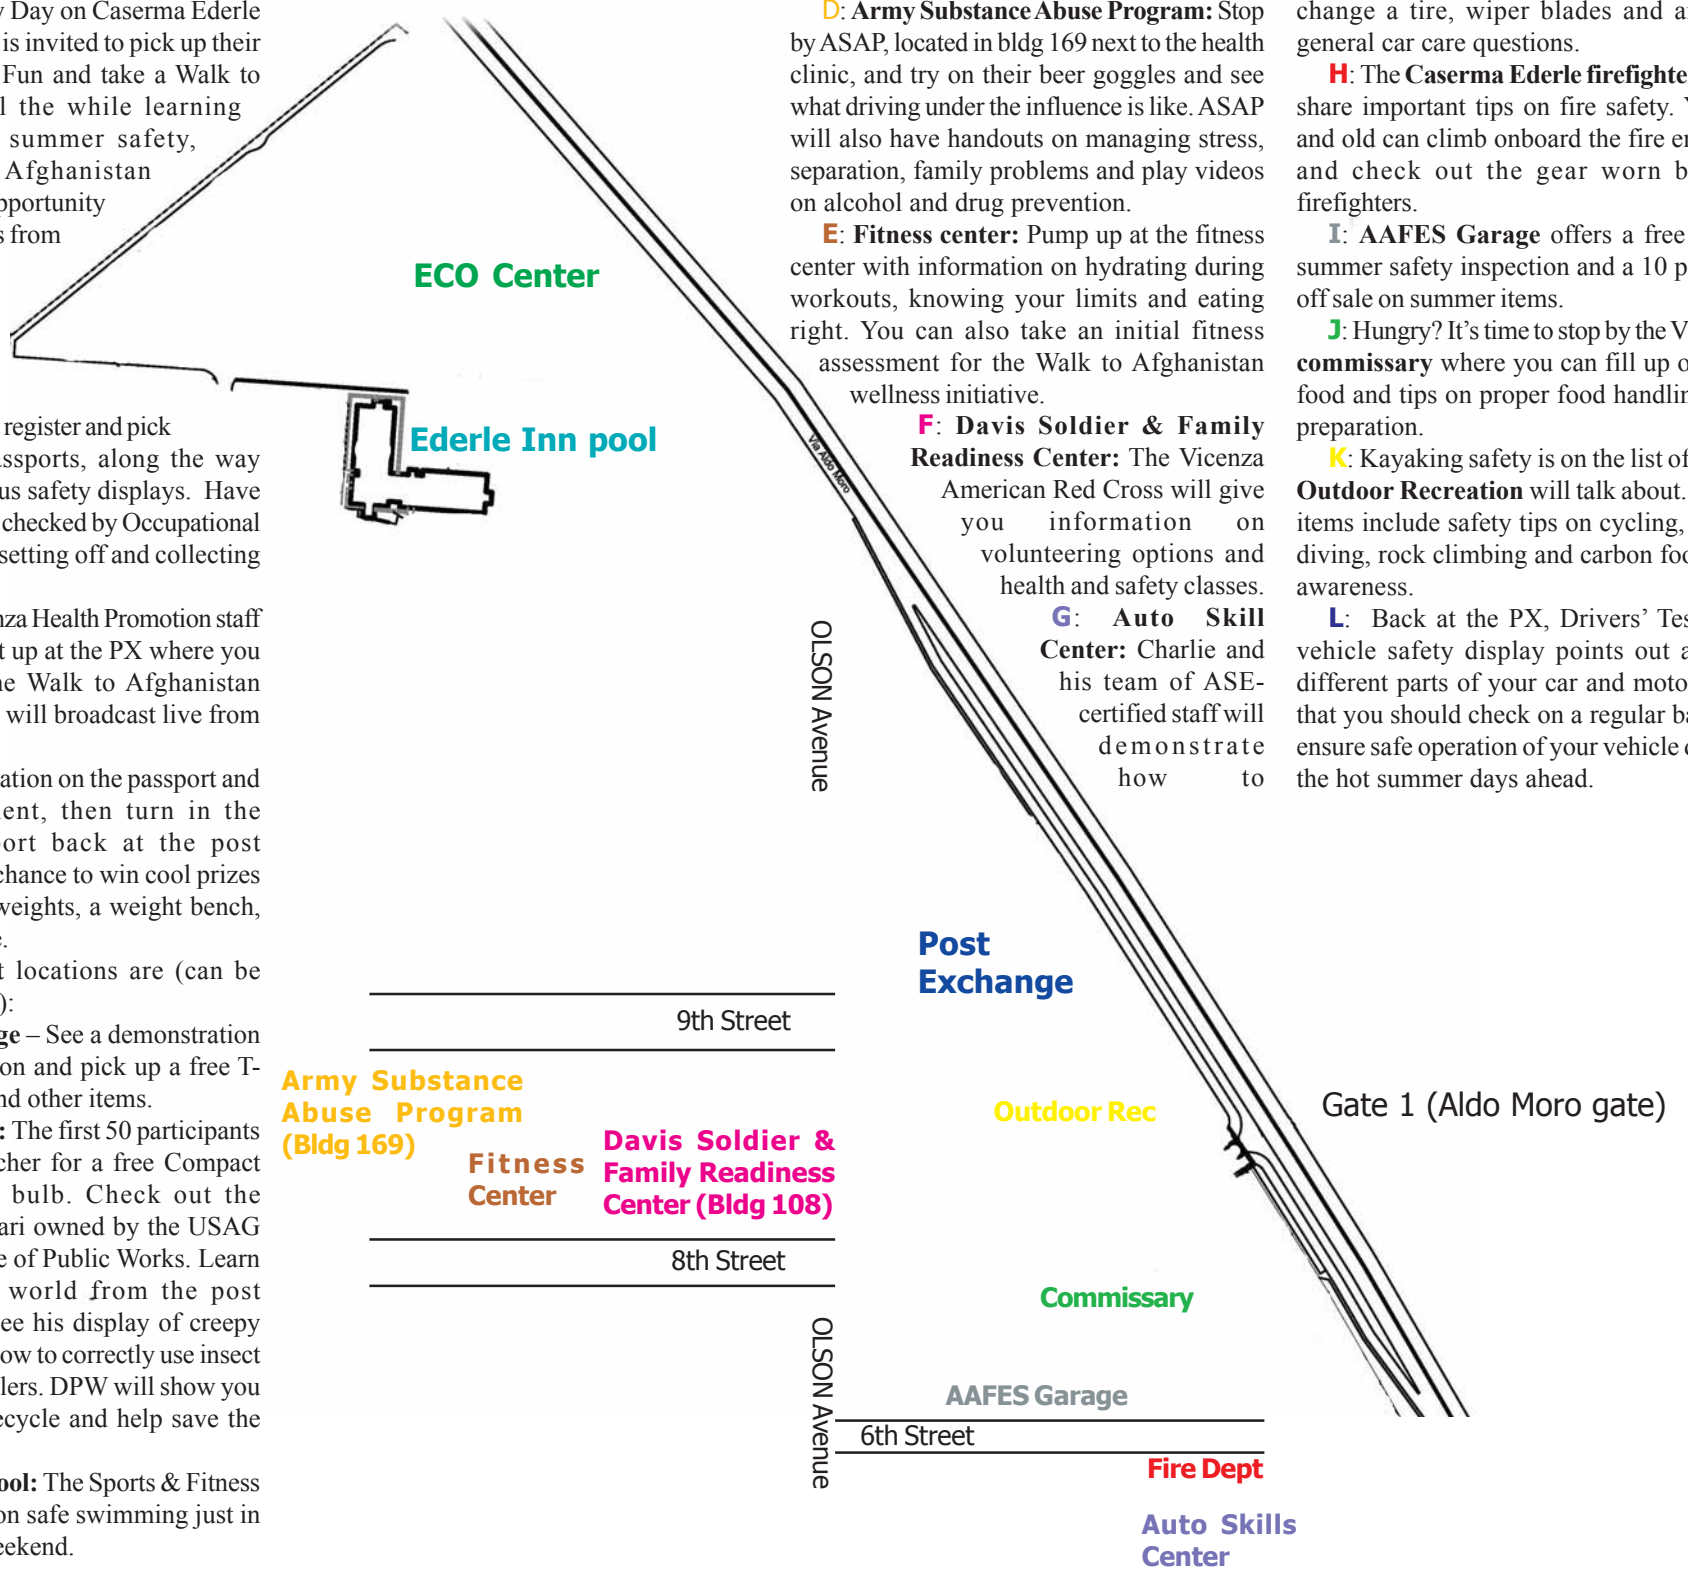 y Day on Caserma Ederle
is invited to pick up their
Fun and take a Walk to
l the while learning
summer safety,
Afghanistan
pportunity
s from
register and pick
assports, along the way
us safety displays. Have
checked by Occupational
setting off and collecting
nza Health Promotion staff
t up at the PX where you
he Walk to Afghanistan
will broadcast live from
ation on the passport and
ent, then turn in the
ort back at the post
chance to win cool prizes
weights, a weight bench,
e.
t locations are (can be
):
ge – See a demonstration
on and pick up a free T-
nd other items.
: The first 50 participants
cher for a free Compact
bulb. Check out the
ari owned by the USAG
e of Public Works. Learn
world from the post
ee his display of creepy
ow to correctly use insect
lers. DPW will show you
ecycle and help save the
ool: The Sports & Fitness
on safe swimming just in
eekend.
ECO Center
Ederle Inn pool
Via Aldo Moro
OLSON Avenue
Post
Exchange
9th Street
Army Substance
Abuse Program
(Bldg 169)
Fitness
Center
Davis Soldier &
Family Readiness
Center (Bldg 108)
8th Street
Outdoor Rec
Gate 1 (Aldo Moro gate)
Commissary
OLSON Avenue
AAFES Garage
6th Street
Fire Dept
Auto Skills
Center
D: Army Substance Abuse Program: Stop
by ASAP, located in bldg 169 next to the health
clinic, and try on their beer goggles and see
what driving under the influence is like. ASAP
will also have handouts on managing stress,
separation, family problems and play videos
on alcohol and drug prevention.
E: Fitness center: Pump up at the fitness
center with information on hydrating during
workouts, knowing your limits and eating
right. You can also take an initial fitness
assessment for the Walk to Afghanistan
wellness initiative.
F: Davis Soldier & Family
Readiness Center: The Vicenza
American Red Cross will give
you information on
volunteering options and
health and safety classes.
G: Auto Skill
Center: Charlie and
his team of ASE-
certified staff will
demonstrate
how to
change a tire, wiper blades and a
general car care questions.
H: The Caserma Ederle firefighte
share important tips on fire safety. Y
and old can climb onboard the fire e
and check out the gear worn b
firefighters.
I: AAFES Garage offers a free
summer safety inspection and a 10 p
off sale on summer items.
J: Hungry? It's time to stop by the V
commissary where you can fill up o
food and tips on proper food handlin
preparation.
K: Kayaking safety is on the list of
Outdoor Recreation will talk about.
items include safety tips on cycling,
diving, rock climbing and carbon foo
awareness.
L: Back at the PX, Drivers' Tes
vehicle safety display points out a
different parts of your car and moto
that you should check on a regular ba
ensure safe operation of your vehicle
the hot summer days ahead.